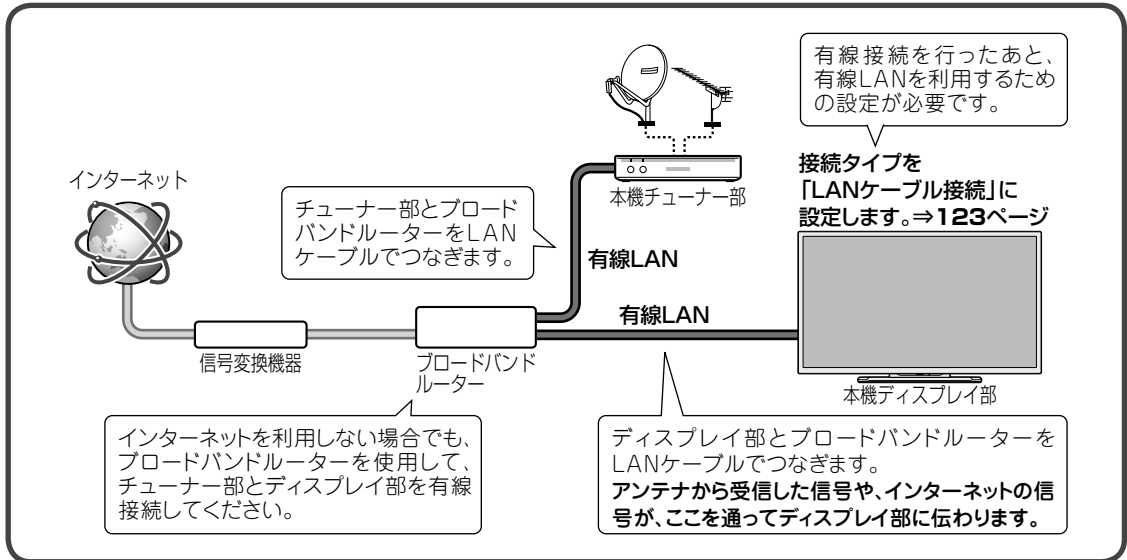 有線接続を行ったあと、
有線LANを利用するため
の設定が必要です。
接続タイプを
「LANケーブル接続」に
設定します。⇒123ページ
インターネット
本機チューナー部
チューナー部とブロード
バンドルーターをLAN
ケーブルでつなぎます。
有線LAN
有線LAN
信号変換機器
ブロードバンド
ルーター
本機ディスプレイ部
インターネットを利用しない場合でも、
ブロードバンドルーターを使用して、
チューナー部とディスプレイ部を有線
接続してください。
ディスプレイ部とブロードバンドルーターを
LANケーブルでつなぎます。
アンテナから受信した信号や、インターネットの信
号が、ここを通ってディスプレイ部に伝わります。